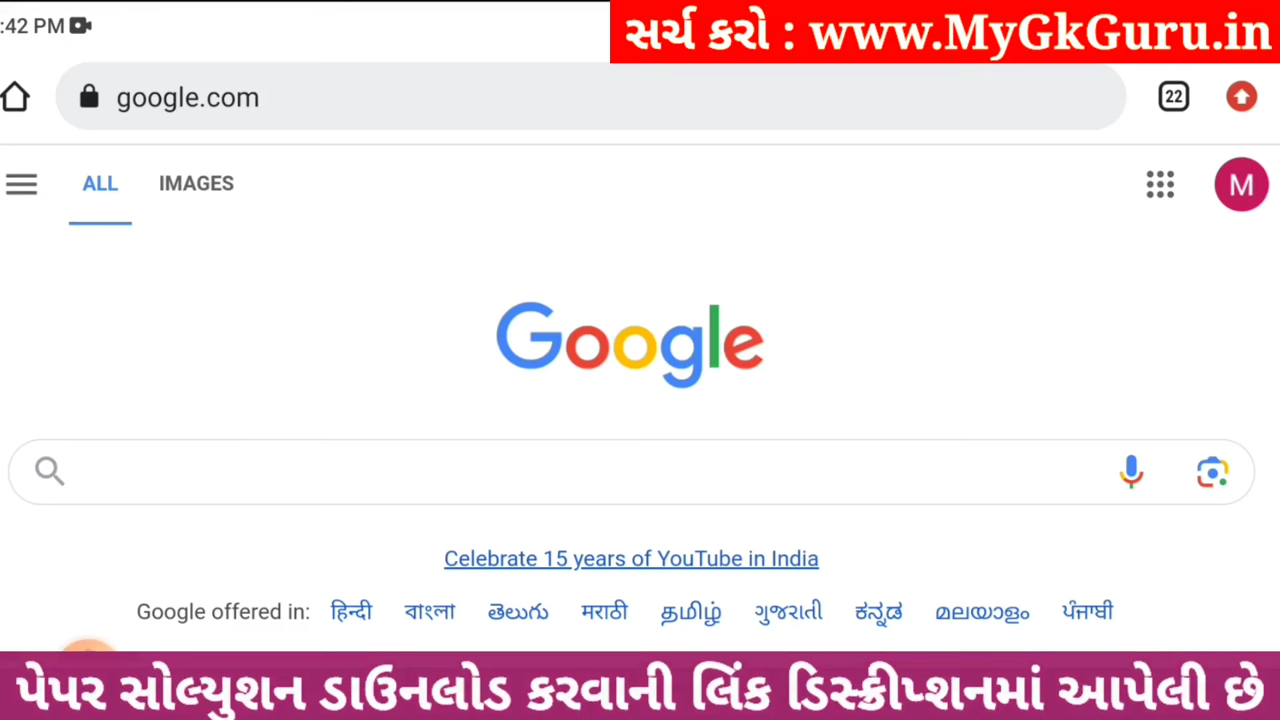 :42 PM
સર્ચ કરો : www.MyGkGuru.in
google.com
22
ALL IMAGES
M
Google
Celebrate 15 years of YouTube in India
Google offered in: हिन्दी বাংলা తెలుగు मराठी தமிழ் ગુજરાતી ಕನ್ನಡ മലയാളം ਪੰਜਾਬੀ
પેપર સોલ્યુશન ડાઉનલોડ કરવાની લિંક ડિસ્ક્રીપ્શનમાં આપેલી છે